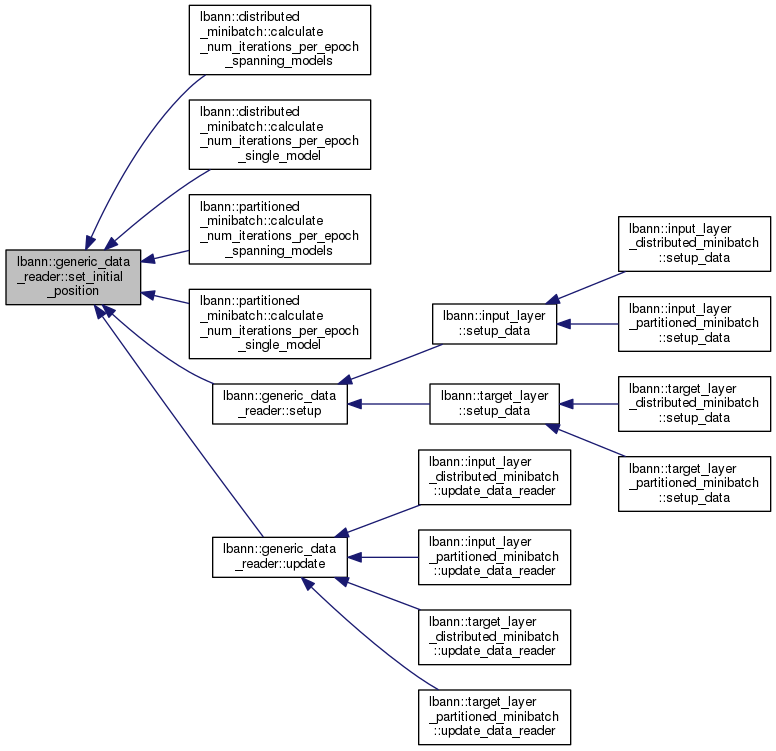 lbann::distributed
_minibatch::calculate
_num_iterations_per_epoch
_spanning_models
lbann::distributed
_minibatch::calculate
_num_iterations_per_epoch
_single_model
lbann::partitioned
_minibatch::calculate
_num_iterations_per_epoch
_spanning_models
lbann::generic_data
_reader::set_initial
_position
lbann::partitioned
_minibatch::calculate
_num_iterations_per_epoch
_single_model
lbann::generic_data
_reader::setup
lbann::input_layer
::setup_data
lbann::input_layer
_distributed_minibatch
::setup_data
lbann::input_layer
_partitioned_minibatch
::setup_data
lbann::target_layer
::setup_data
lbann::target_layer
_distributed_minibatch
::setup_data
lbann::target_layer
_partitioned_minibatch
::setup_data
lbann::generic_data
_reader::update
lbann::input_layer
_distributed_minibatch
::update_data_reader
lbann::input_layer
_partitioned_minibatch
::update_data_reader
lbann::target_layer
_distributed_minibatch
::update_data_reader
lbann::target_layer
_partitioned_minibatch
::update_data_reader